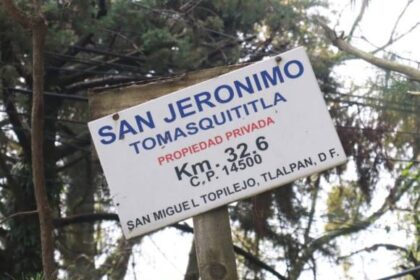 SAN JERONIMO
TOMASQUITITLA
PROPIEDAD PRIVADA
Km - 32.6
C.P. 14500
SAN MIGUEL TOPILEJO, TLALPAN, D F.